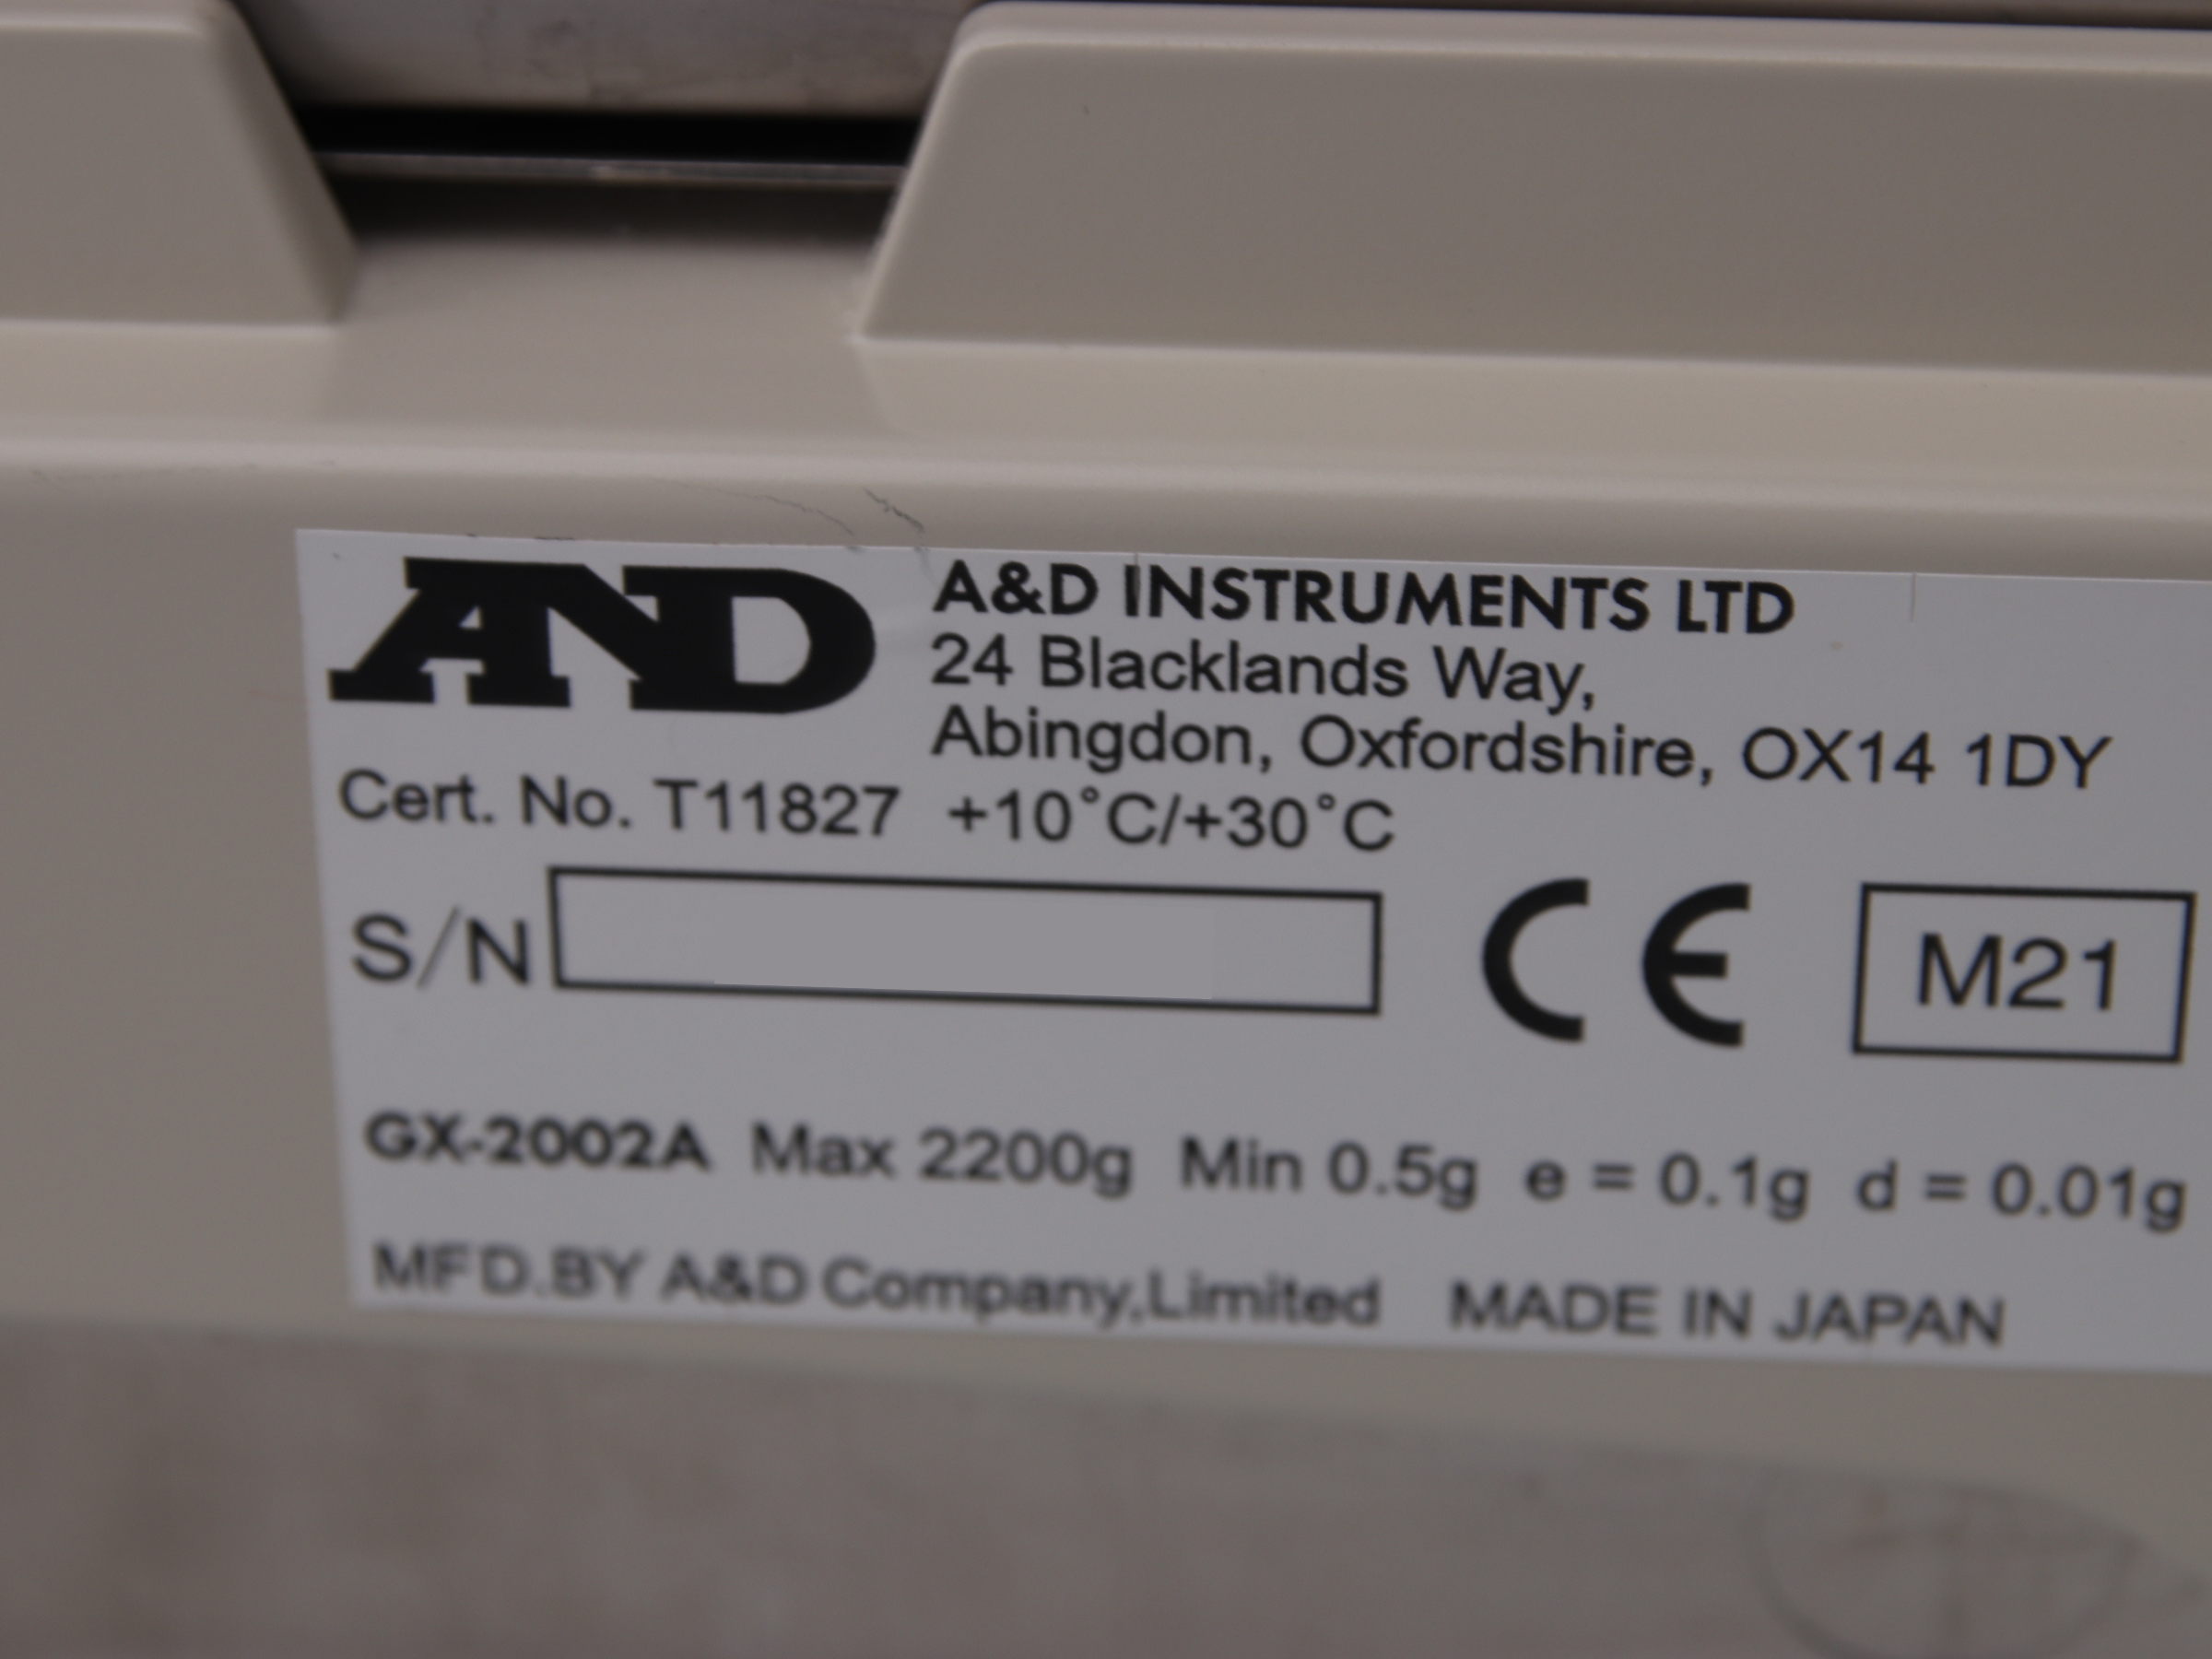 AND
A&D INSTRUMENTS LTD
24 Blacklands Way,
Abingdon, Oxfordshire, OX14 1DY
Cert. No. T11827 +10°C/+30°C
S/N
CE M21
GX-2002A Max 2200g Min 0.5g e = 0.1g d = 0.01g
MFD.BY A&D Company,Limited MADE IN JAPAN